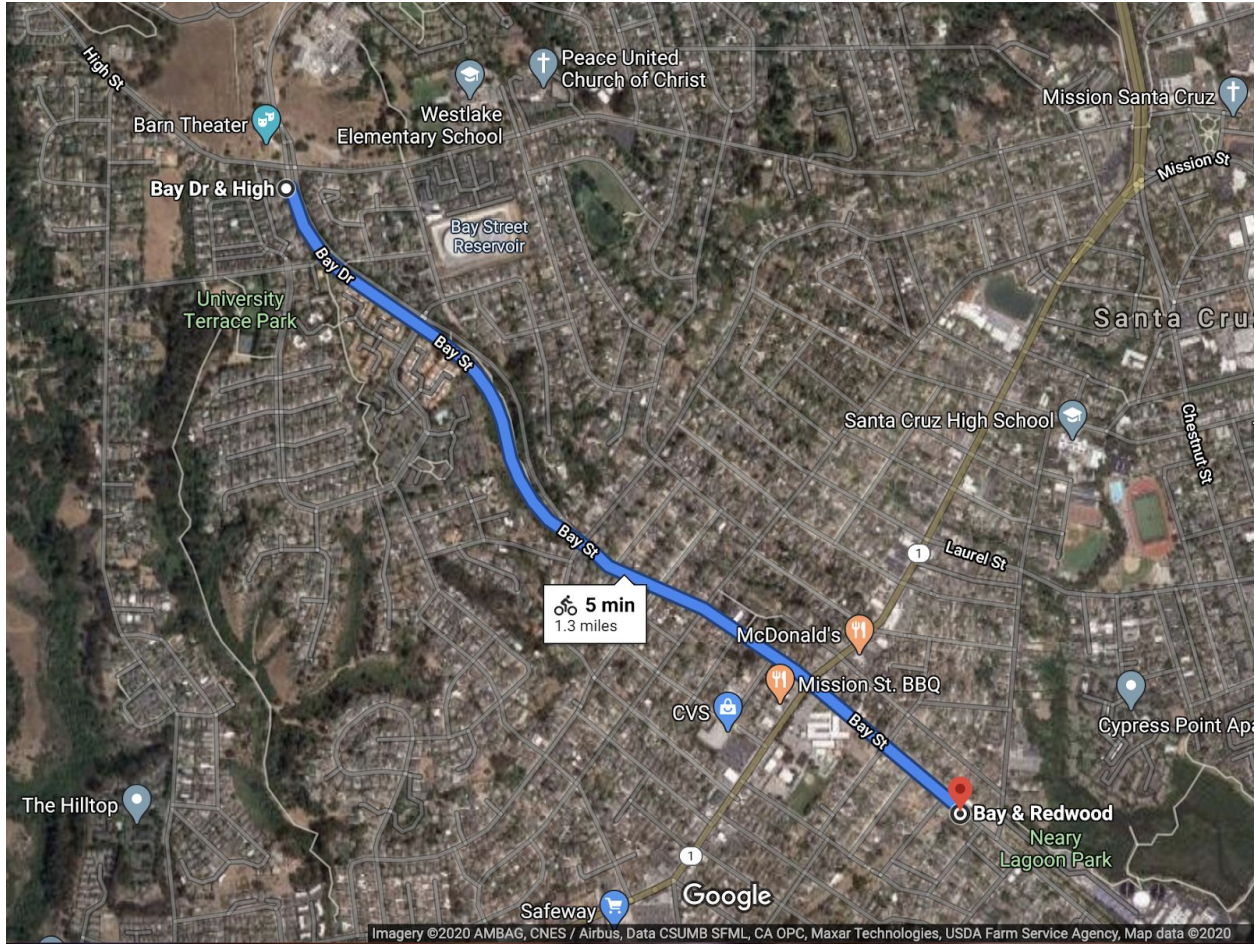 High St
Peace United
Church of Christ
Westlake
Elementary School
Mission Santa Cruz
Barn Theater
Mission St
Bay Dr & High
Bay Street
Reservoir
Bay Dr
University
Terrace Park
Santa Cru
Bay St
Santa Cruz High School
Chestnut St
Bay St
1
Laurel St
5 min
1.3 miles
McDonald's
Mission St. BBQ
CVS
Bay St
Cypress Point Apa
The Hilltop
Bay & Redwood
Neary
Lagoon Park
1
Google
Safeway
Imagery ©2020 AMBAG, CNES / Airbus, Data CSUMB SFML, CA OPC, Maxar Technologies, USDA Farm Service Agency, Map data ©2020